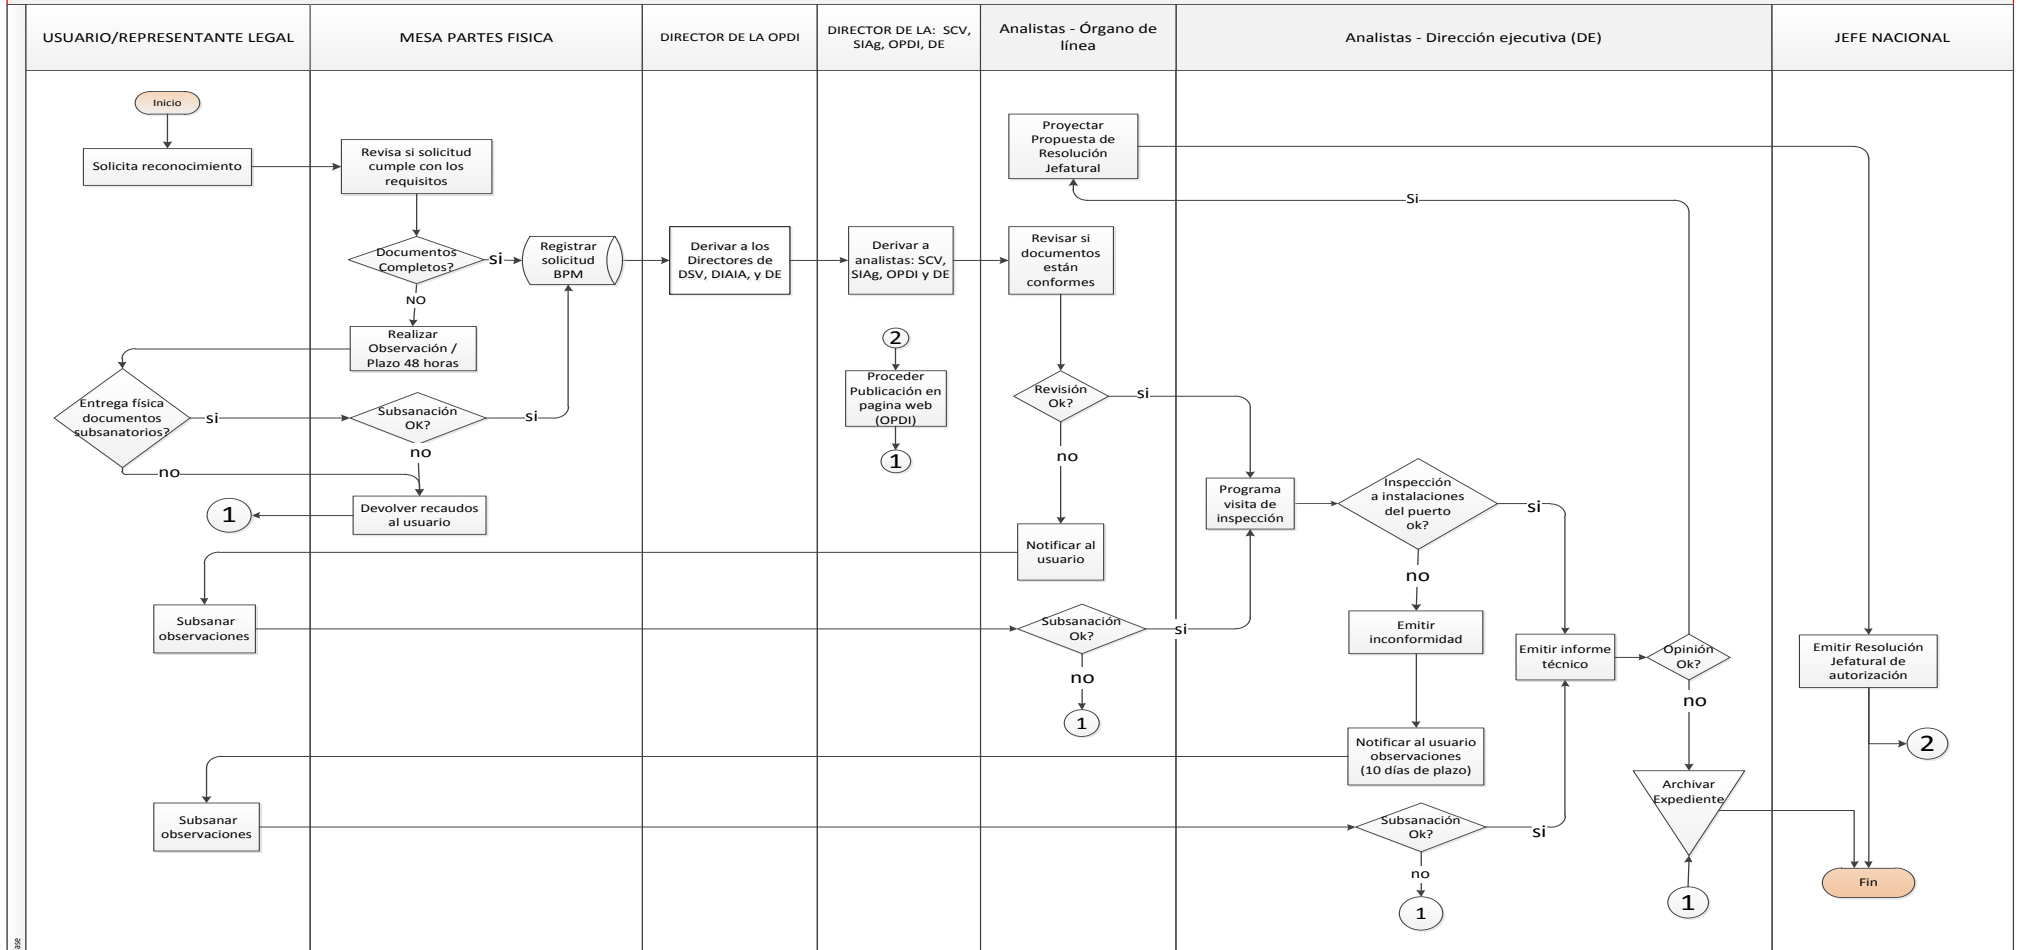 USUARIO/REPRESENTANTE LEGAL
MESA PARTES FISICA
DIRECTOR DE LA OPDI
DIRECTOR DE LA: SCV,
SIAg, OPDI, DE
Analistas - Órgano de
línea
Analistas - Dirección ejecutiva (DE)
JEFE NACIONAL
Inicio
Solicita reconocimiento
Revisa si solicitud
cumple con los
requisitos
Documentos
Completos?
si
NO
Registrar
solicitud
BPM
Realizar
Observación /
Plazo 48 horas
Entrega física
documentos
subsanatorios?
si
no
Subsanación
OK?
si
no
Devolver recaudos
al usuario
1
Derivar a los
Directores de
DSV, DIAIA, y DE
Derivar a
analistas: SCV,
SIAg, OPDI y DE
2
Proceder
Publicación en
pagina web
(OPDI)
1
Proyectar
Propuesta de
Resolución
Jefatural
Si
Revisar si
documentos
están
conformes
Revisión
Ok?
si
no
Notificar al
usuario
Subsanar
observaciones
Subsanación
Ok?
si
no
1
Programa
visita de
inspección
Inspección
a instalaciones
del puerto
ok?
si
no
Emitir
inconformidad
Notificar al usuario
observaciones
(10 días de plazo)
Subsanar
observaciones
Subsanación
Ok?
si
no
1
Emitir informe
técnico
Opinión
Ok?
no
Archivar
Expediente
1
Emitir Resolución
Jefatural de
autorización
2
Fin
ase